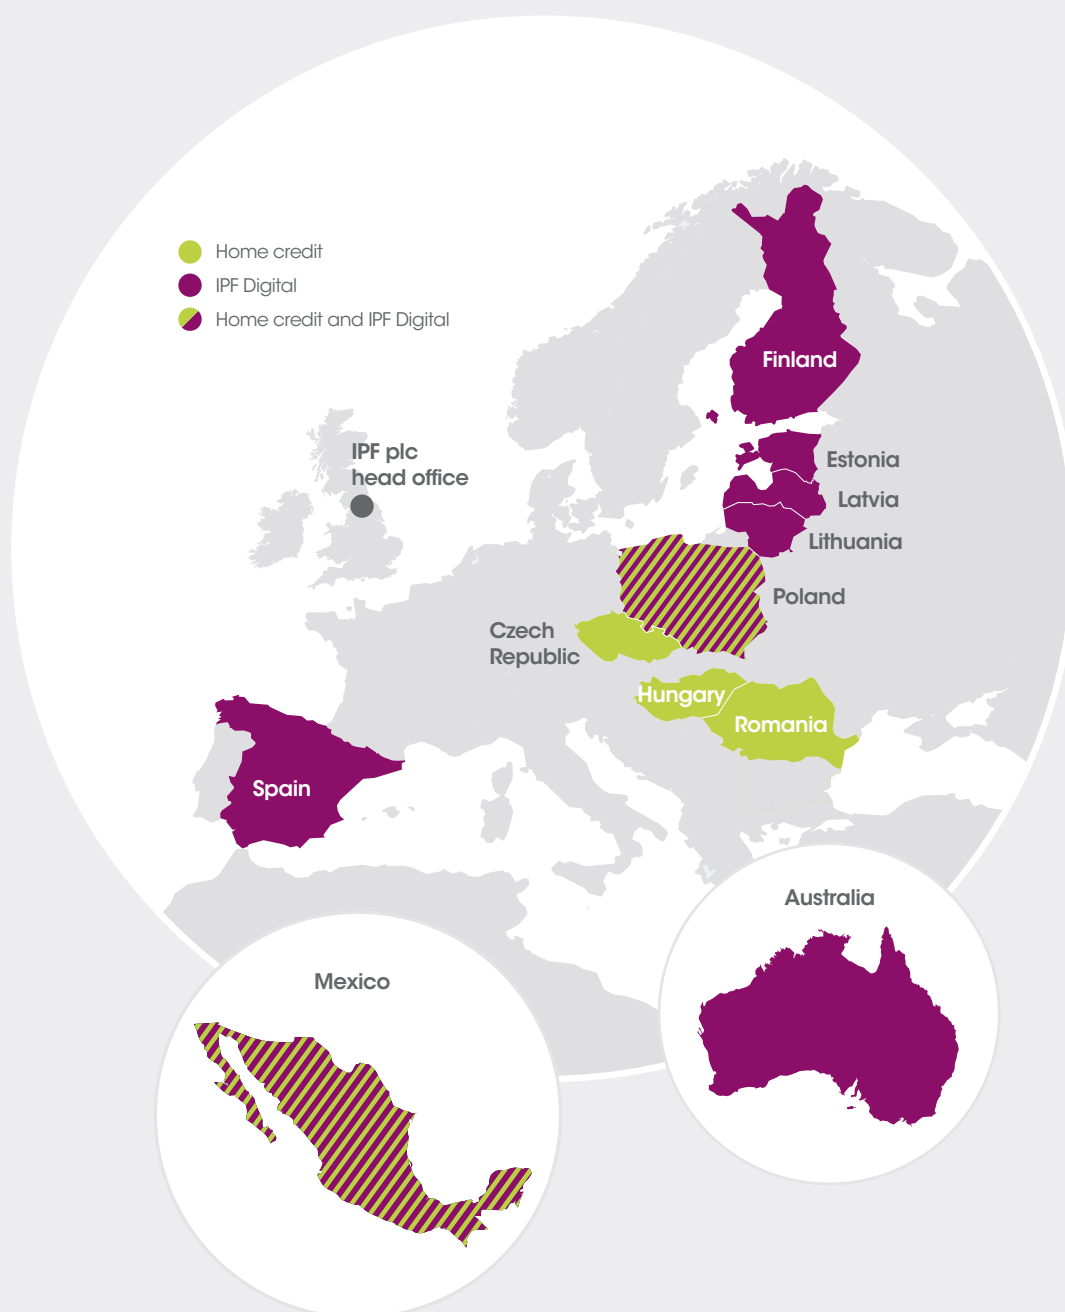 Home credit
IPF Digital
Home credit and IPF Digital
Finland
IPF plc
head office
Estonia
Latvia
Lithuania
Poland
Czech
Republic
Hungary
Romania
Spain
Australia
Mexico